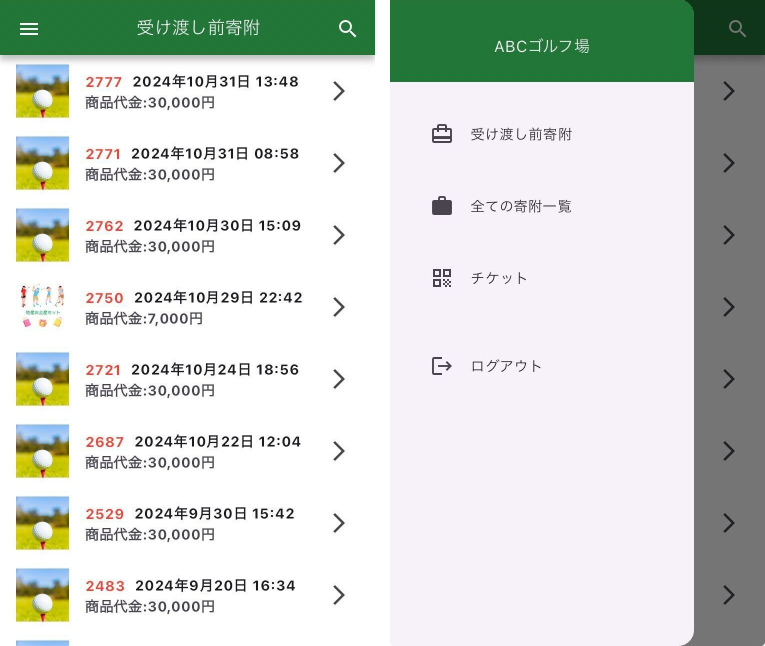 受け渡し前寄附
2777 2024年10月31日 13:48
商品代金:30,000円
2771 2024年10月31日 08:58
商品代金:30,000円
2762 2024年10月30日 15:09
商品代金:30,000円
2750 2024年10月29日 22:42
商品代金:7,000円
2721 2024年10月24日 18:56
商品代金:30,000円
2687 2024年10月22日 12:04
商品代金:30,000円
2529 2024年9月30日 15:42
商品代金:30,000円
2483 2024年9月20日 16:34
商品代金:30,000円
ABCゴルフ場
受け渡し前寄附
全ての寄附一覧
チケット
ログアウト